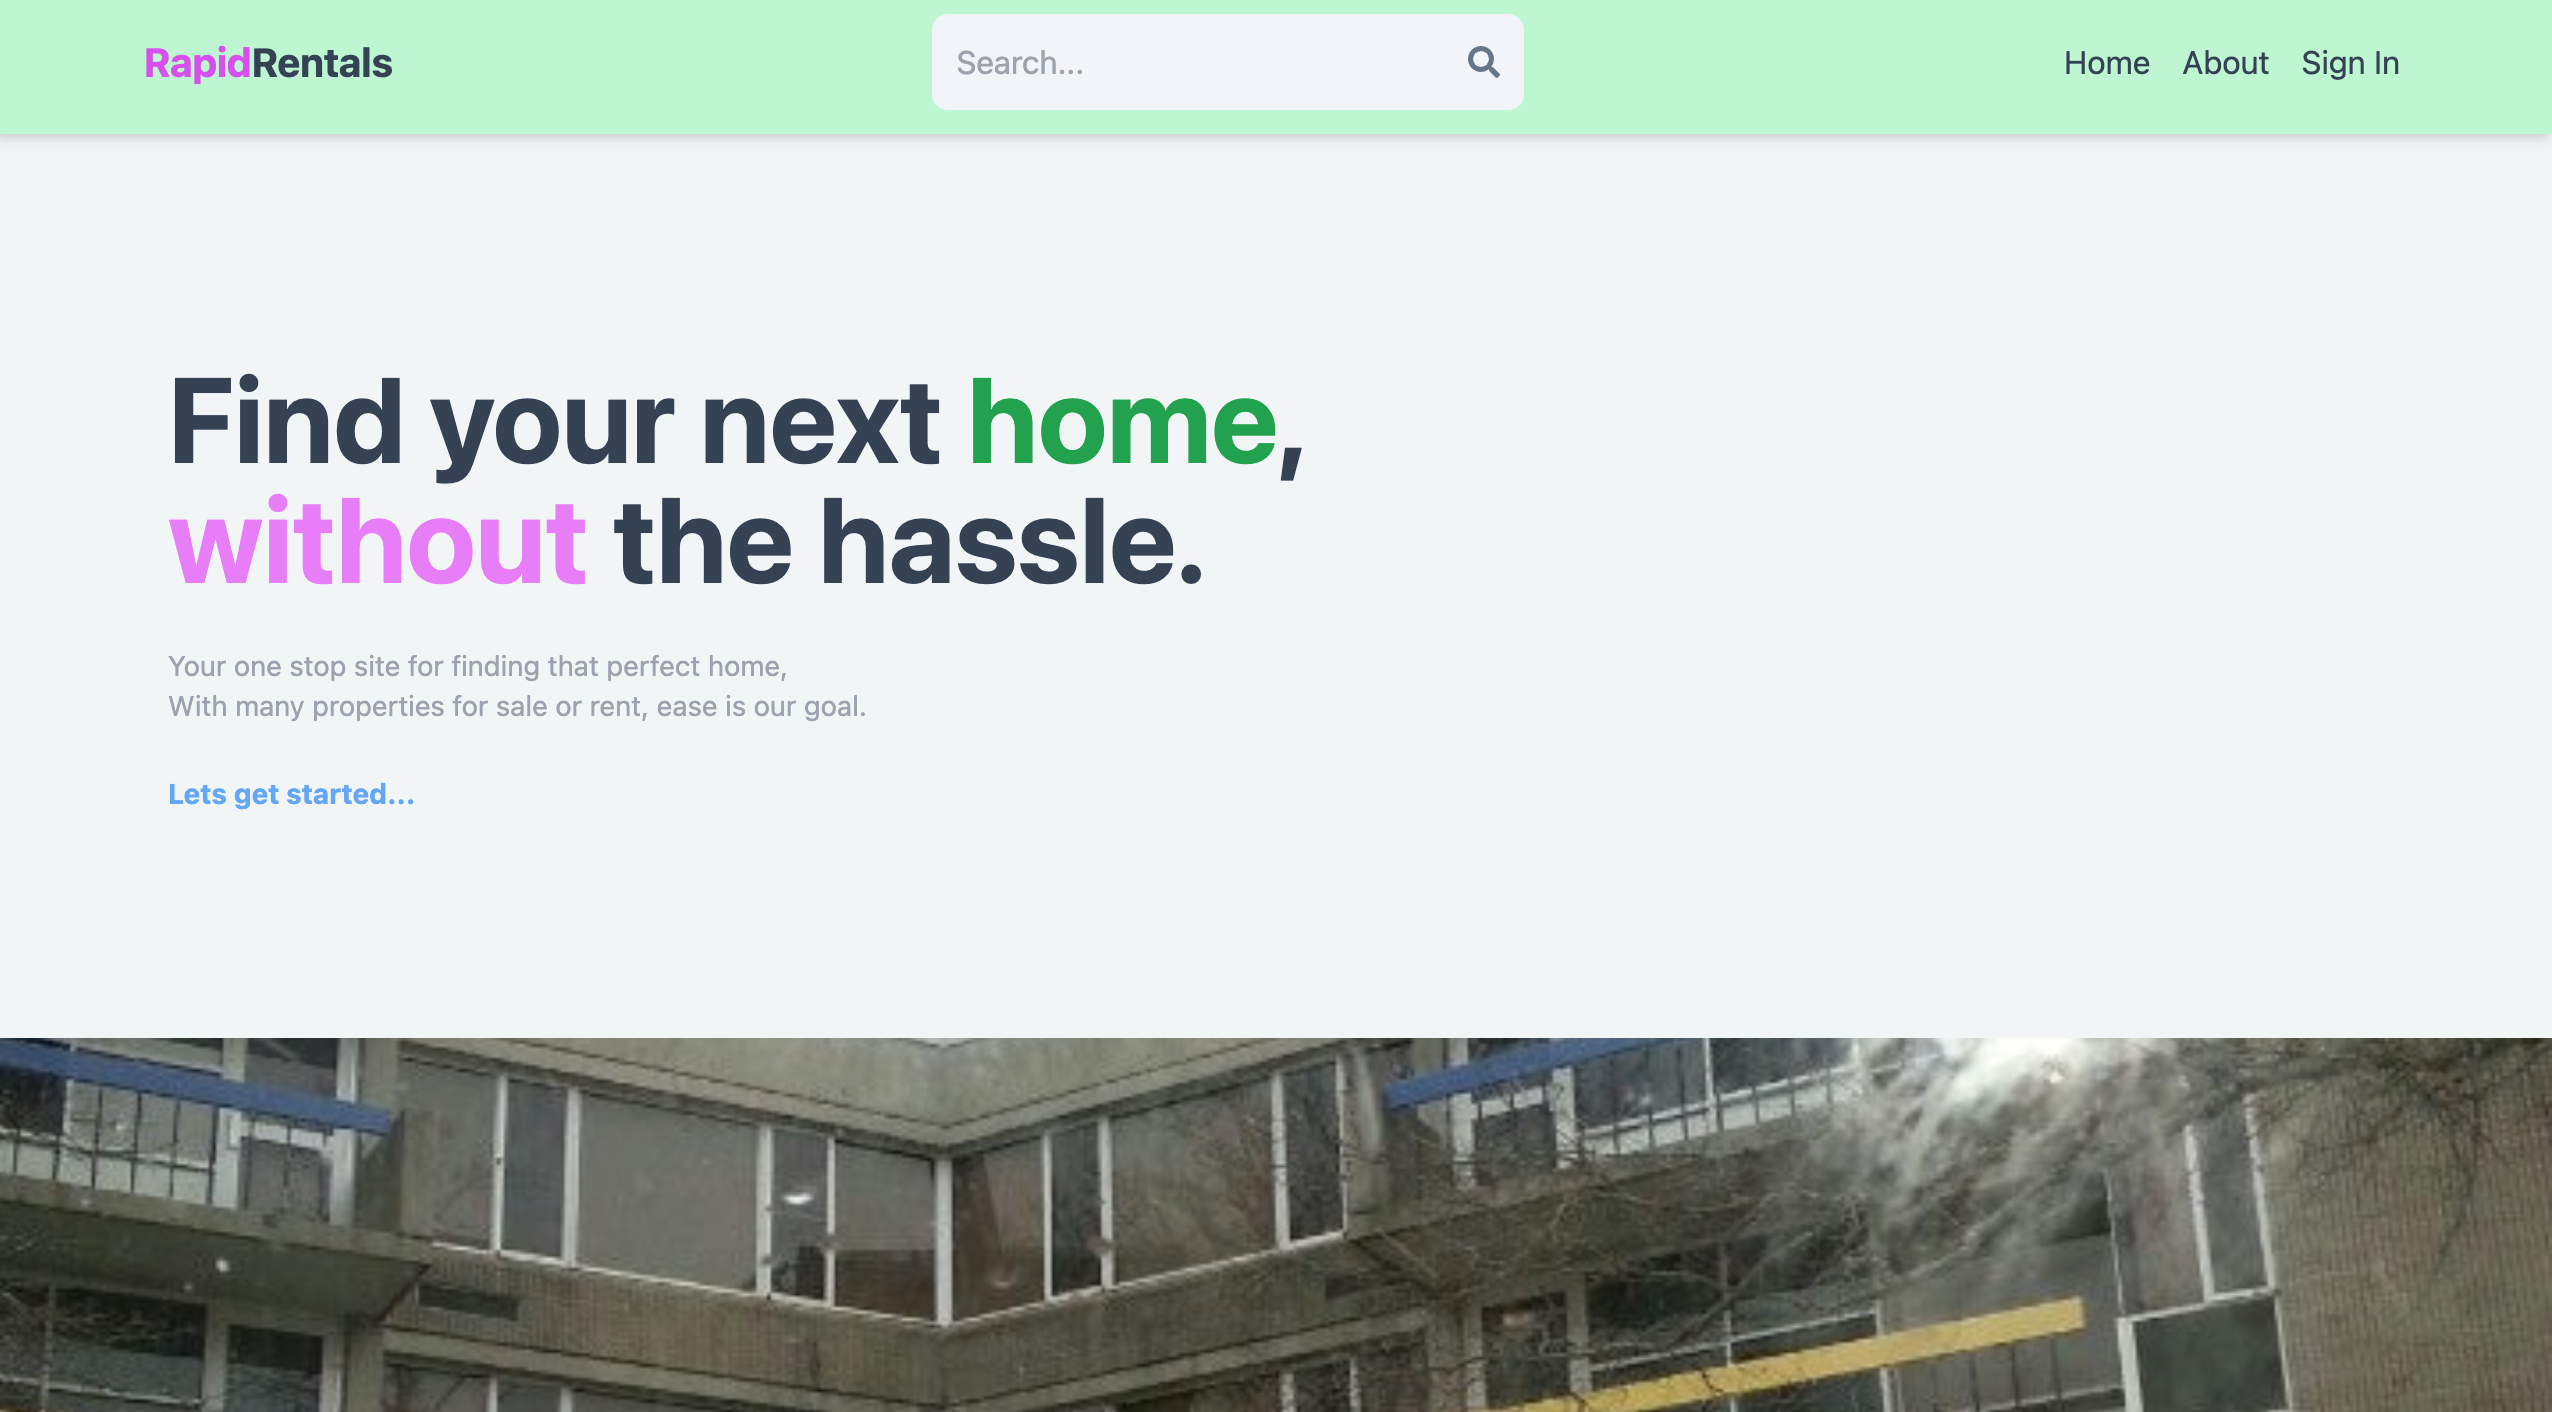 RapidRentals
Search...
Home About Sign In
Find your next home,
without the hassle.
Your one stop site for finding that perfect home,
With many properties for sale or rent, ease is our goal.
Lets get started...